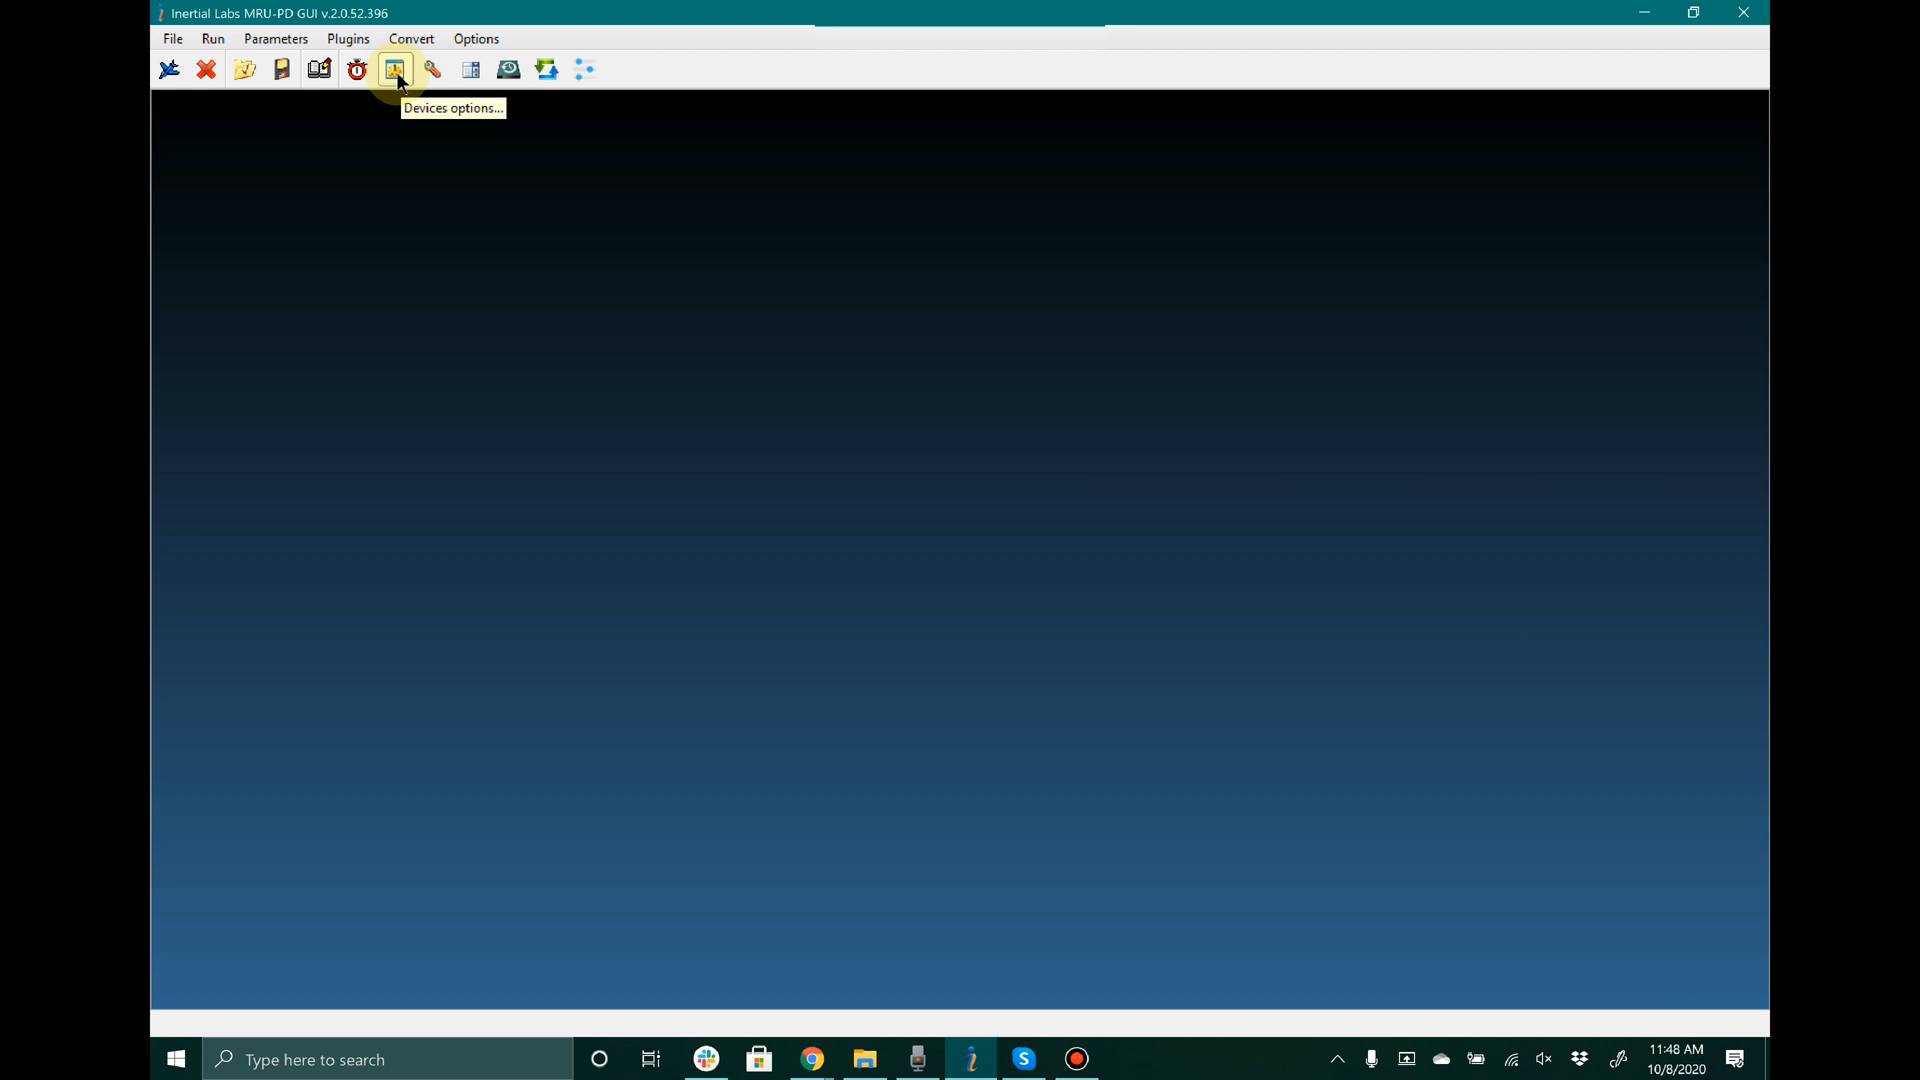 Inertial Labs MRU-PD GUI v.2.0.52.396
File Run Parameters Plugins Convert Options
Devices options...
Type here to search
11:48 AM
10/8/2020